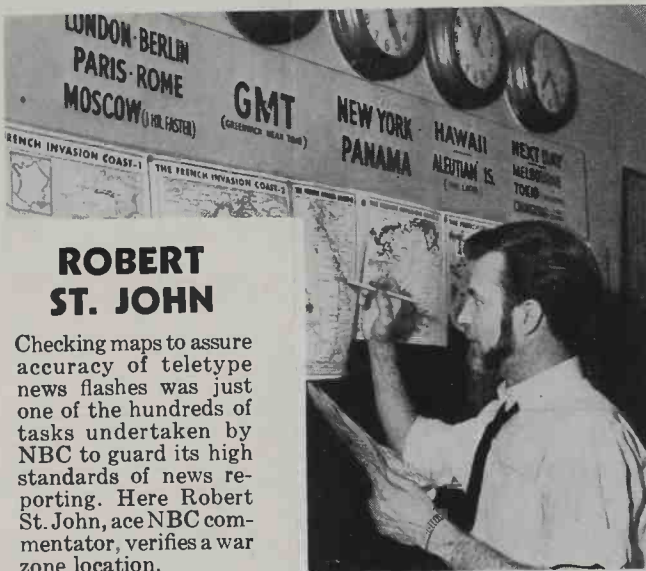 LONDON·BERLIN
PARIS·ROME
MOSCOW (1 HR. FASTER)
GMT
(GREENWICH MEAN TIME)
NEW YORK
PANAMA
HAWAII
ALEUTIAN IS.
NEXT DAY
MELBOURNE
TOKIO
FRENCH INVASION COAST-1
THE FRENCH INVASION COAST-2
ROBERT
ST. JOHN
Checking maps to assure
accuracy of teletype
news flashes was just
one of the hundreds of
tasks undertaken by
NBC to guard its high
standards of news re-
porting. Here Robert
St. John, ace NBC com-
mentator, verifies a war
zone location.